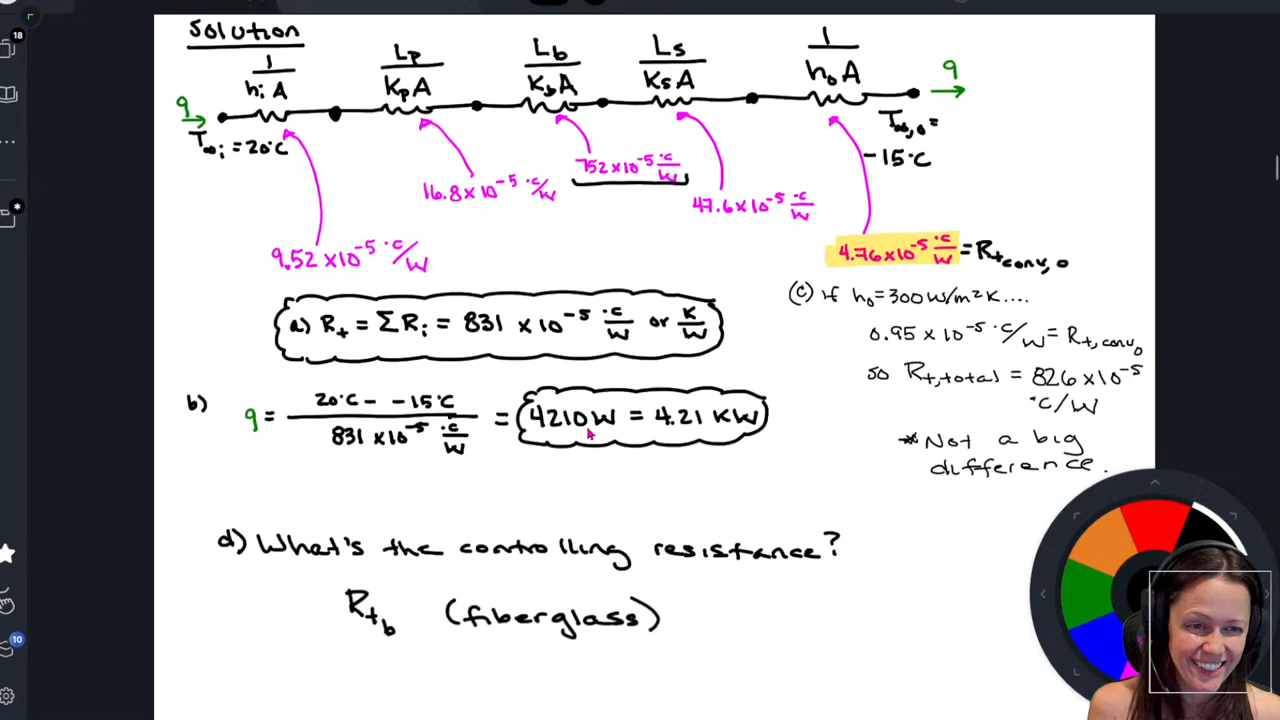 Solution
1/hiA Lp/KpA Lb/KbA Ls/KsA 1/hoA
q q
T∞,i = 20°C T∞,o = -15°C
752 x 10⁻⁵ °C/W
16.8 x 10⁻⁵ °C/W
47.6 x 10⁻⁵ °C/W
9.52 x 10⁻⁵ °C/W
4.76 x 10⁻⁵ °C/W = Rt conv, o
(c) if ho = 300 W/m²K....
0.95 x 10⁻⁵ °C/W = Rt, conv o
so Rt, total = 826 x 10⁻⁵
°C/W
* Not a big
difference.
a) Rt = ΣRi = 831 x 10⁻⁵ °C/W or K/W
b) q = 20°C - -15°C / 831 x 10⁻⁵ °C/W = 4210 W = 4.21 KW
d) What's the controlling resistance?
Rt b (fiberglass)
18
10